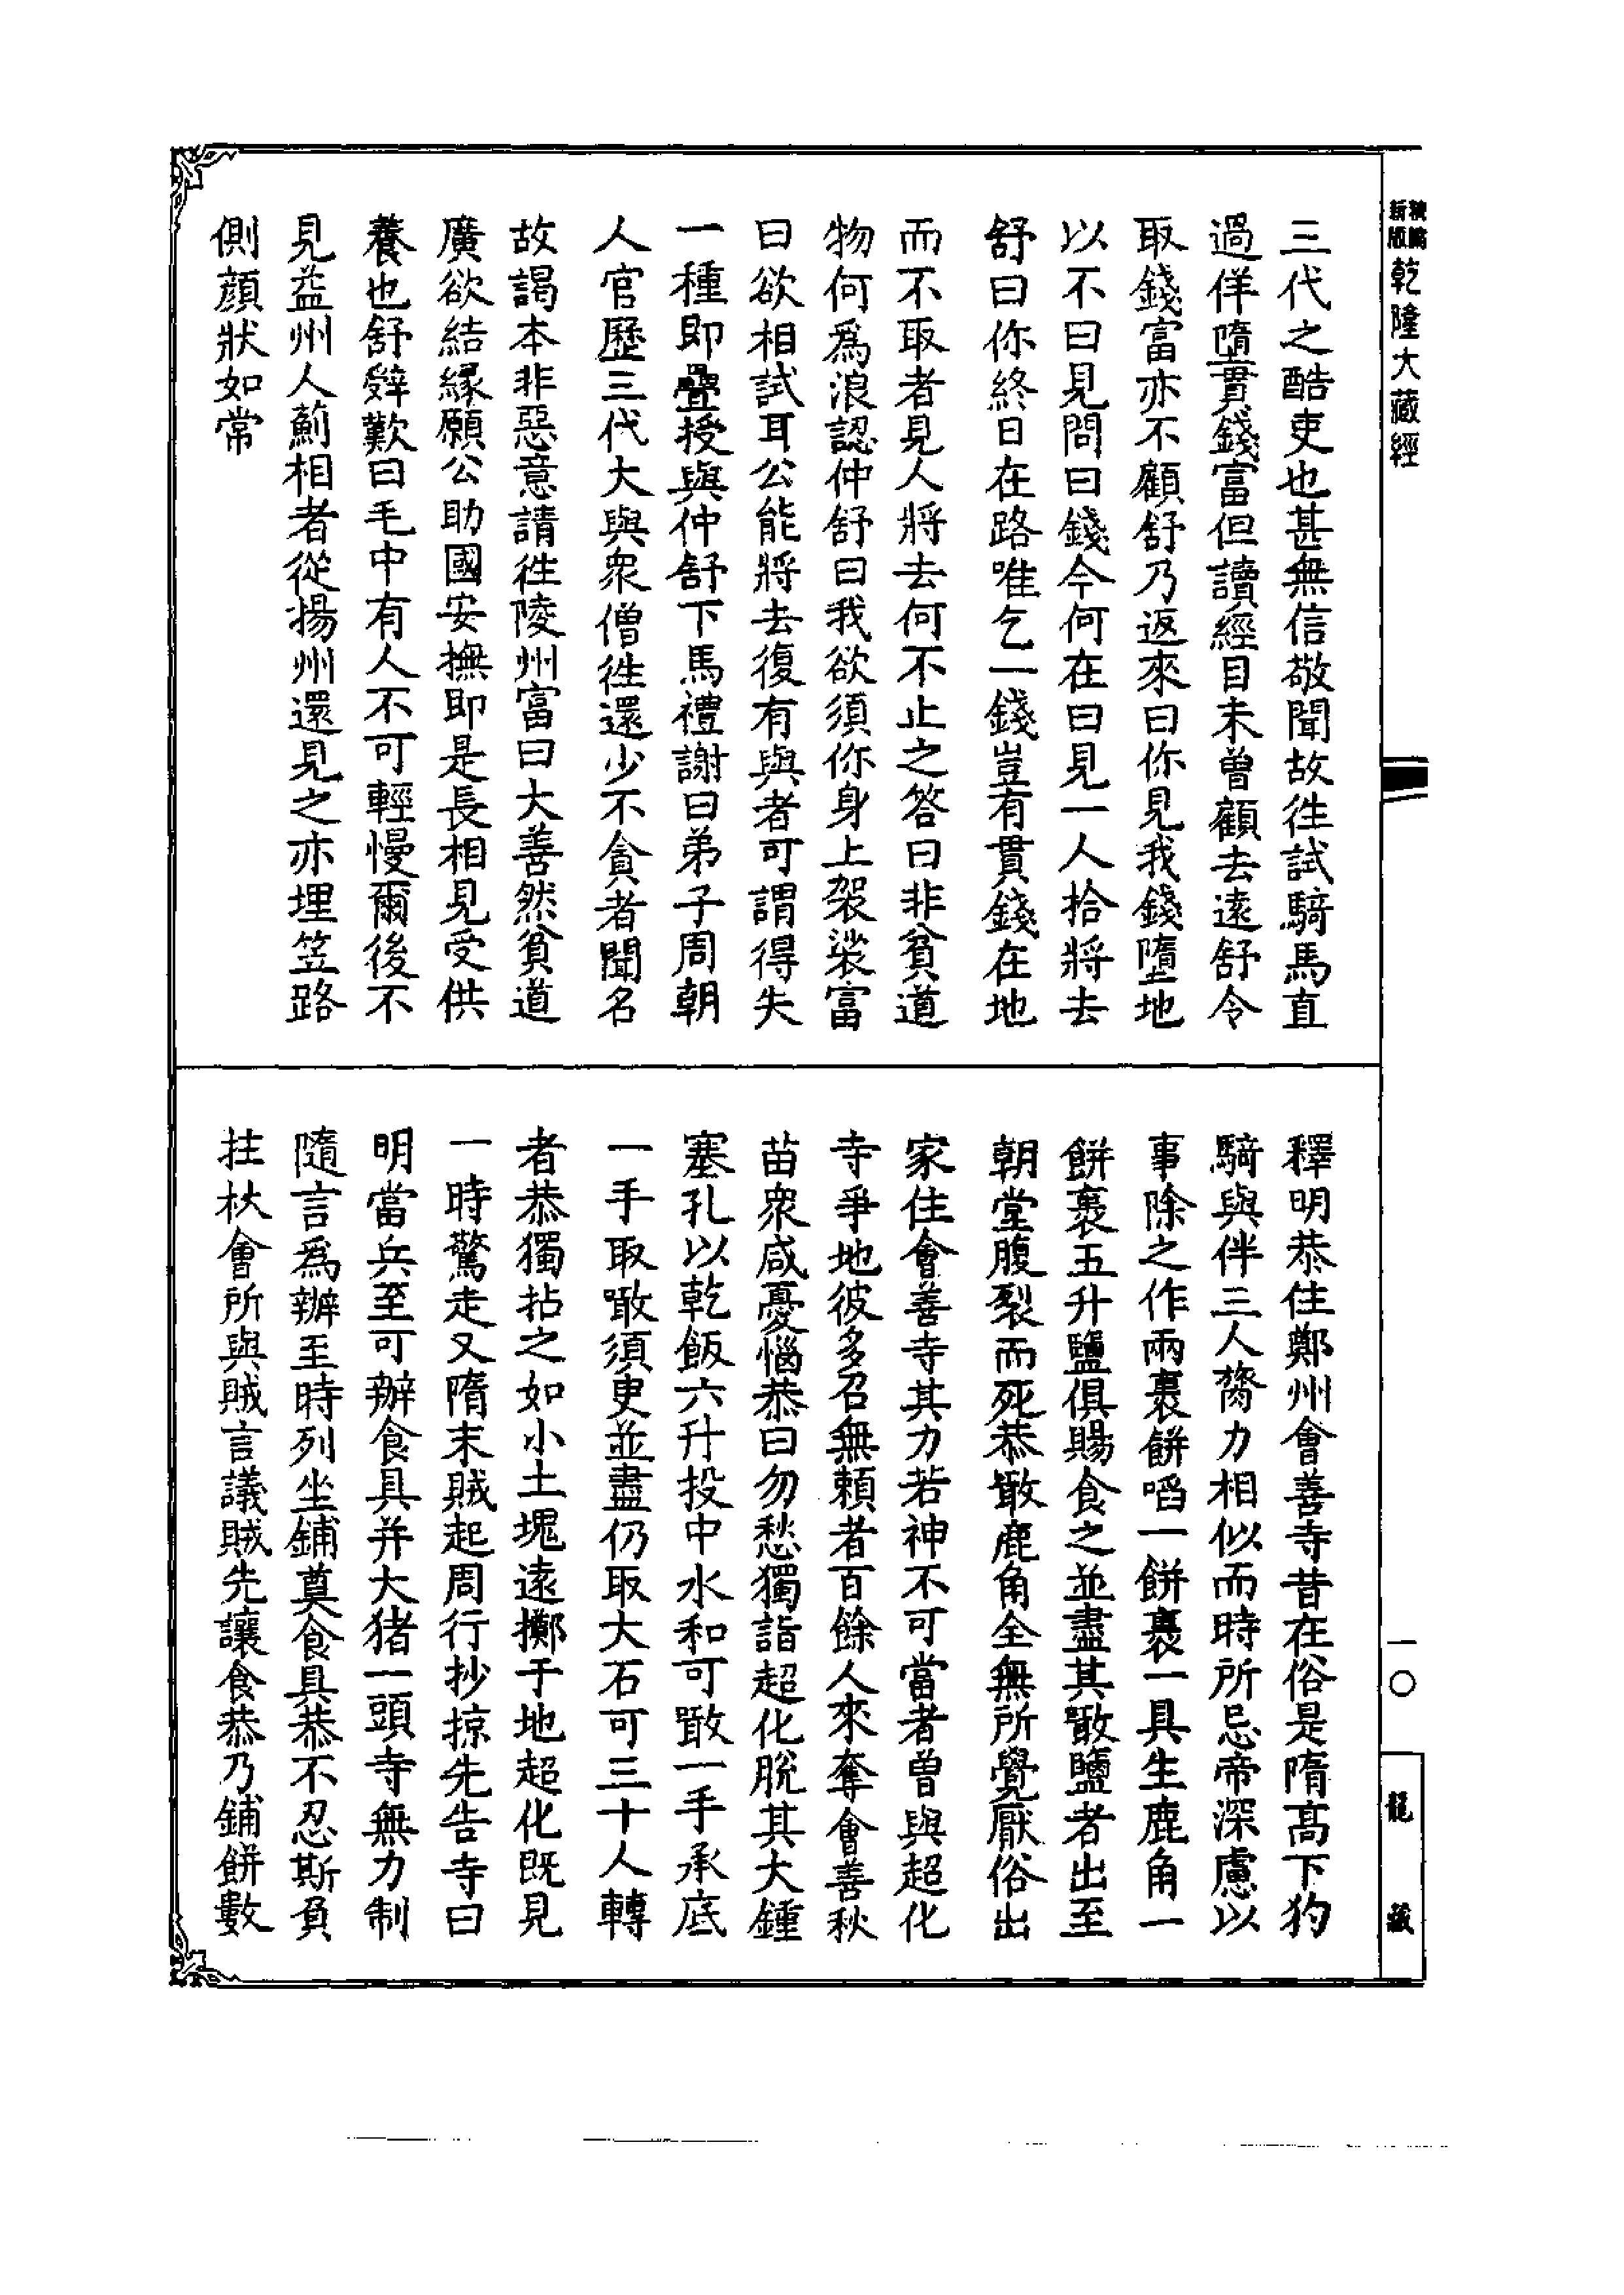 新版
精縮
乾隆大藏經
三代之酷吏也甚無信敬聞故往試騎馬直
過佯墮貫錢富但讀經目未曾顧去遠舒令
取錢富亦不顧舒乃返來曰你見我錢墮地
以不曰見問曰錢今何在曰見一人拾將去
舒曰你終日在路唯乞一錢豈有貫錢在地
而不取者見人將去何不止之答曰非貧道
物何為浪認仲舒曰我欲須你身上袈裟富
曰欲相試耳公能將去復有與者可謂得失
一種即疊授與仲舒下馬禮謝曰弟子周朝
人官歷三代大與眾僧往還少不貪者聞名
故謁本非惡意請往陵州富曰大善然貧道
廣欲結緣願公助國安撫即是長相見受供
養也舒辤歎曰毛中有人不可輕慢爾後不
見益州人薊相者從揚州還見之亦埋笠路
側顏狀如常
釋明恭住鄭州會善寺昔在俗是隋高下豹
騎與伴三人膂力相似而時所忌帝深慮以
事除之作兩裹餅啗一餅裹一具生鹿角一
餅裹五升鹽俱賜食之並盡其噉鹽者出至
朝堂腹裂而死恭噉鹿角全無所覺厭俗出
家住會善寺其力若神不可當者曾與超化
寺爭地彼多召無賴者百餘人來奪會善秋
苗眾咸憂惱恭曰勿愁獨詣超化脫其大鍾
塞孔以乾飯六升投中水和可噉一手承底
一手取噉須臾並盡仍取大石可三十人轉
者恭獨拈之如小土塊遠擲于地超化既見
一時驚走又隋末賊起周行抄掠先告寺曰
明當兵至可辦食具并大猪一頭寺無力制
隨言為辦至時列坐鋪奠食具恭不忍斯負
拄杖會所與賊言議賊先讓食恭乃鋪餅數
一〇
龍藏